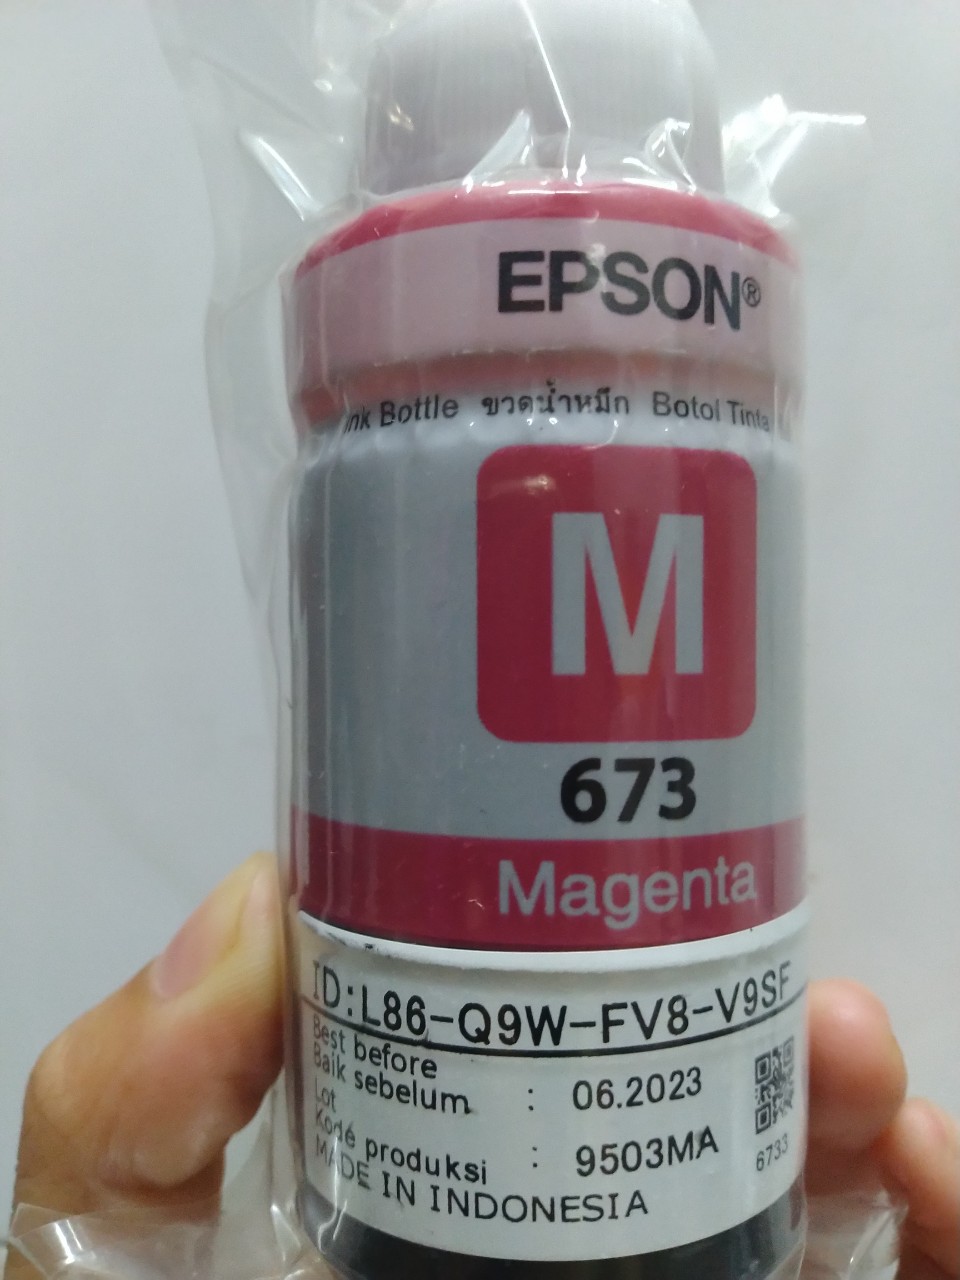 EPSON®
Ink Bottle ขวดน้ำหมึก Botol Tinta
M
673
Magenta
ID:L86-Q9W-FV8-V9SF
Best before
Baik sebelum : 06.2023
Lot
Kode produksi : 9503MA
MADE IN INDONESIA
6733